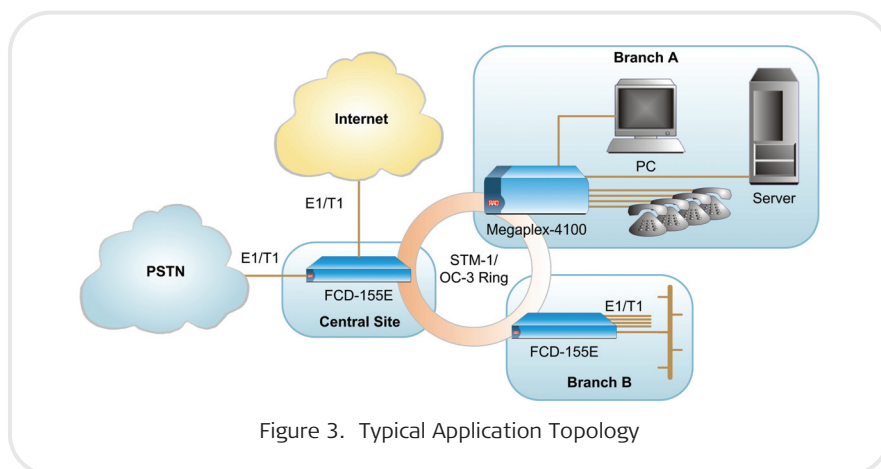 Branch A
Internet
PC
Server
E1/T1
Megaplex-4100
PSTN
E1/T1
STM-1/
OC-3 Ring
FCD-155E
Central Site
E1/T1
FCD-155E
Branch B
Figure 3. Typical Application Topology